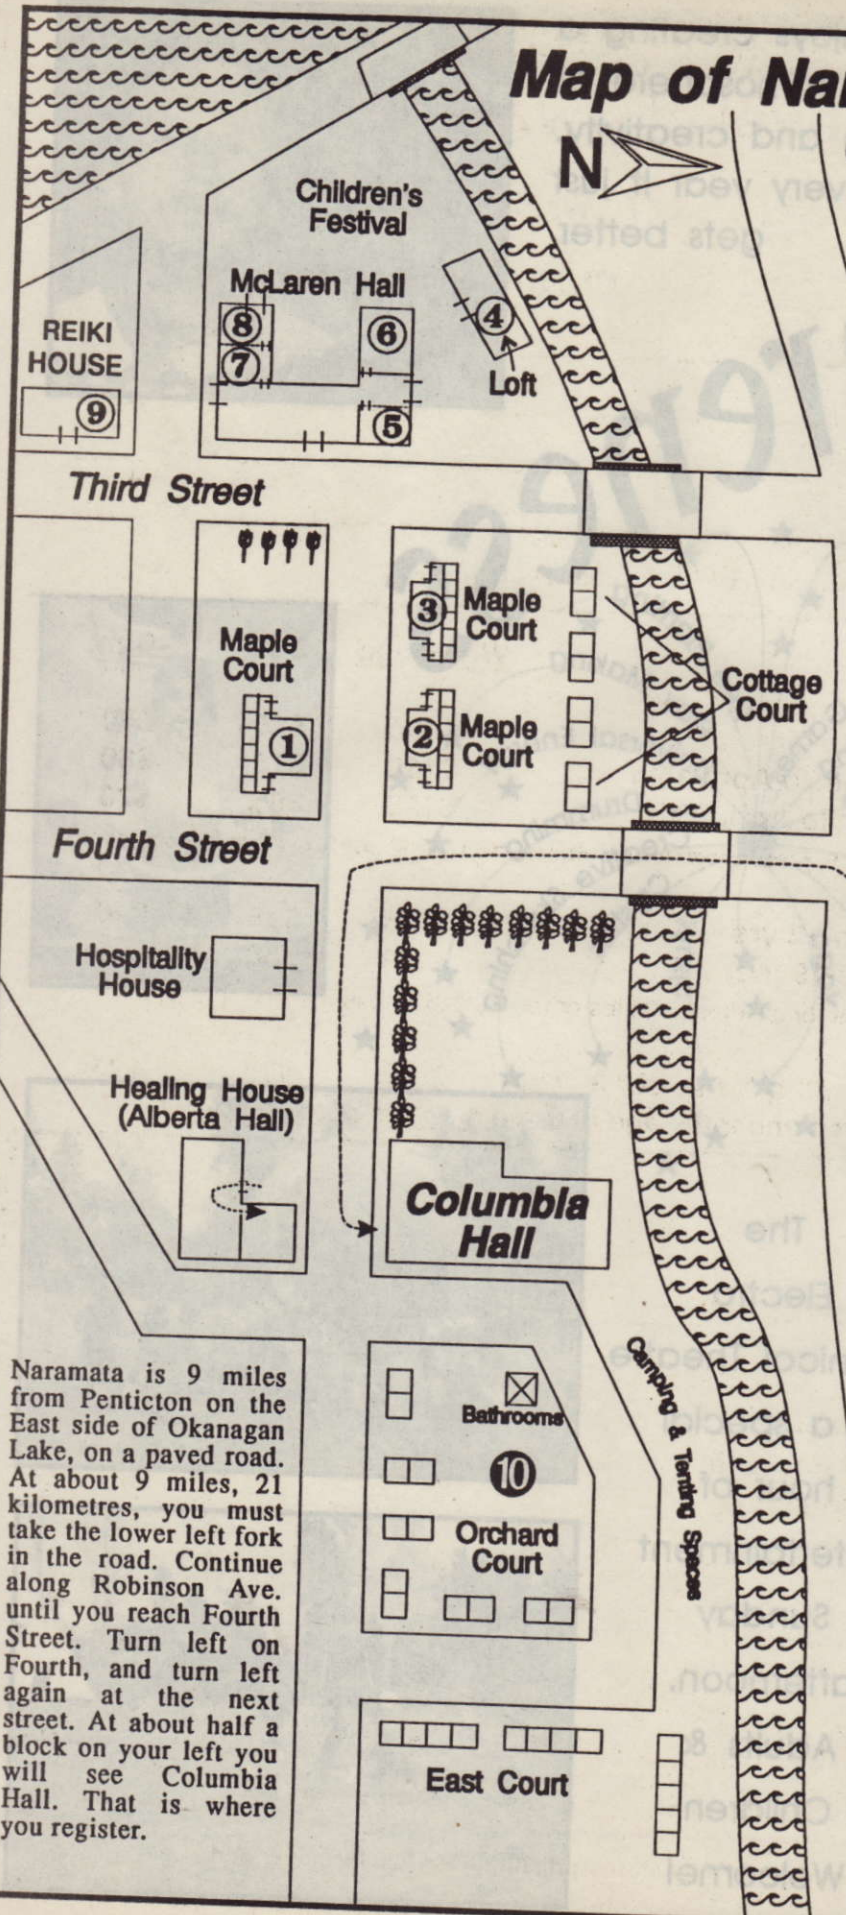 Map of Nar
N
Children's
Festival
McLaren Hall
8
7
6
5
4
Loft
REIKI
HOUSE
9
Third Street
Maple
Court
1
3
Maple
Court
2
Maple
Court
Cottage
Court
Fourth Street
Hospitality
House
Healing House
(Alberta Hall)
Columbia
Hall
Naramata is 9 miles
from Penticton on the
East side of Okanagan
Lake, on a paved road.
At about 9 miles, 21
kilometres, you must
take the lower left fork
in the road. Continue
along Robinson Ave.
until you reach Fourth
Street. Turn left on
Fourth, and turn left
again at the next
street. At about half a
block on your left you
will see Columbia
Hall. That is where
you register.
Bathrooms
10
Orchard
Court
Camping & Tenting Spaces
East Court